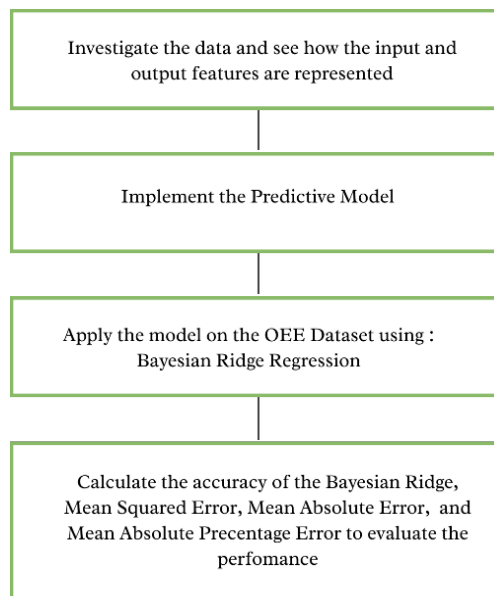 Investigate the data and see how the input and
output features are represented
Implement the Predictive Model
Apply the model on the OEE Dataset using :
Bayesian Ridge Regression
Calculate the accuracy of the Bayesian Ridge,
Mean Squared Error, Mean Absolute Error, and
Mean Absolute Precentage Error to evaluate the
perfomance